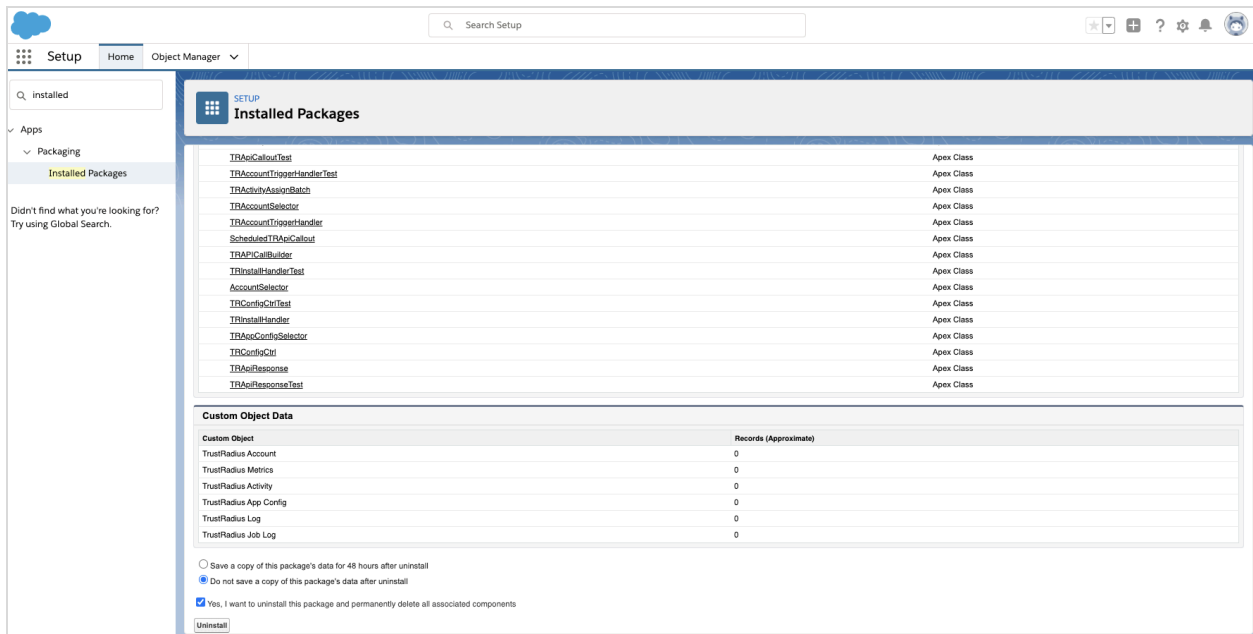 Search Setup
Setup
Home
Object Manager
installed
Apps
Packaging
Installed Packages
Didn't find what you're looking for?
Try using Global Search.
SETUP
Installed Packages
TRApiCalloutTest Apex Class
TRAccountTriggerHandlerTest Apex Class
TRActivityAssignBatch Apex Class
TRAccountSelector Apex Class
TRAccountTriggerHandler Apex Class
ScheduledTRApiCallout Apex Class
TRAPICallBuilder Apex Class
TRInstallHandlerTest Apex Class
AccountSelector Apex Class
TRConfigCtrlTest Apex Class
TRInstallHandler Apex Class
TRAppConfigSelector Apex Class
TRConfigCtrl Apex Class
TRApiResponse Apex Class
TRApiResponseTest Apex Class
Custom Object Data
Custom Object Records (Approximate)
TrustRadius Account 0
TrustRadius Metrics 0
TrustRadius Activity 0
TrustRadius App Config 0
TrustRadius Log 0
TrustRadius Job Log 0
Save a copy of this package's data for 48 hours after uninstall
Do not save a copy of this package's data after uninstall
Yes, I want to uninstall this package and permanently delete all associated components
Uninstall